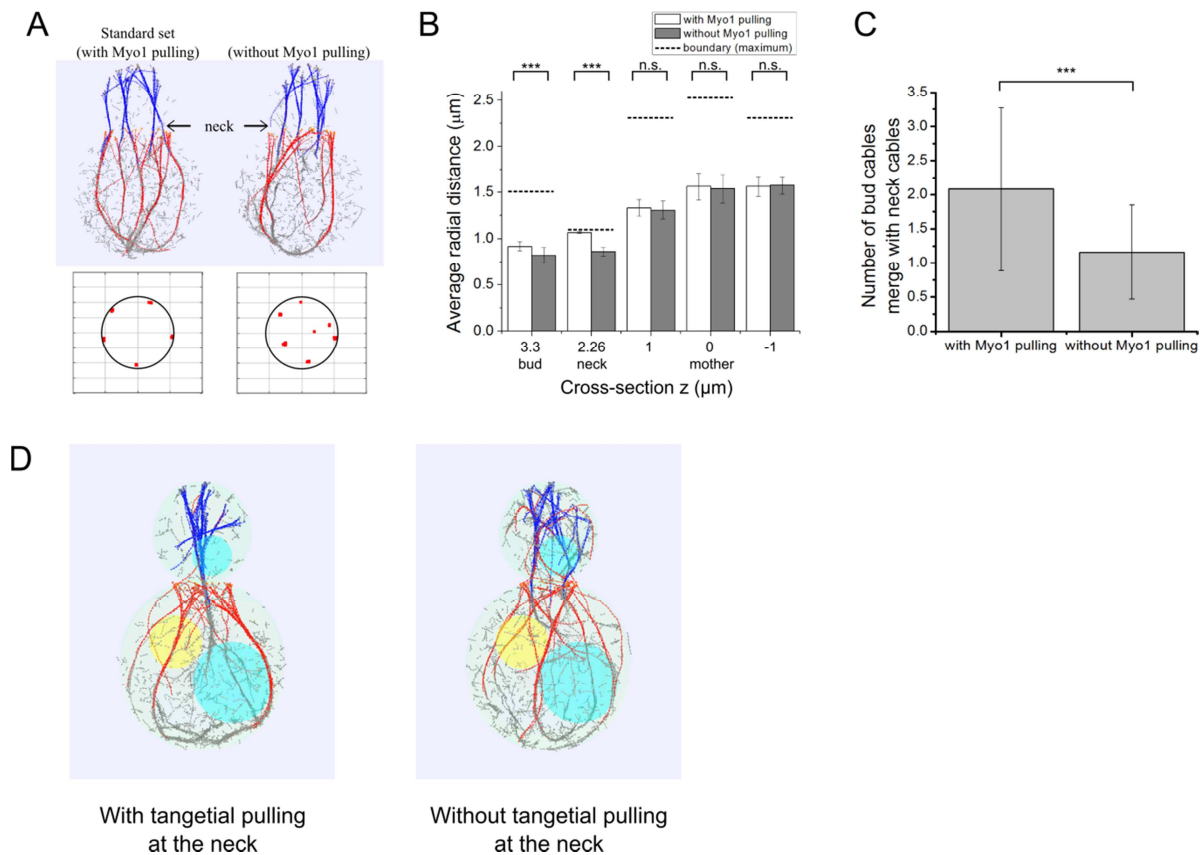 A
Standard set
(with Myo1 pulling)
(without Myo1 pulling)
neck
B
with Myo1 pulling
without Myo1 pulling
boundary (maximum)
***
***
n.s.
n.s.
n.s.
Average radial distance (μm)
2.5
2.0
1.5
1.0
0.5
0.0
3.3
2.26
1
0
-1
bud
neck
mother
Cross-section z (μm)
C
***
Number of bud cables
merge with neck cables
3.5
3.0
2.5
2.0
1.5
1.0
0.5
0.0
with Myo1 pulling
without Myo1 pulling
D
With tangetial pulling
at the neck
Without tangetial pulling
at the neck